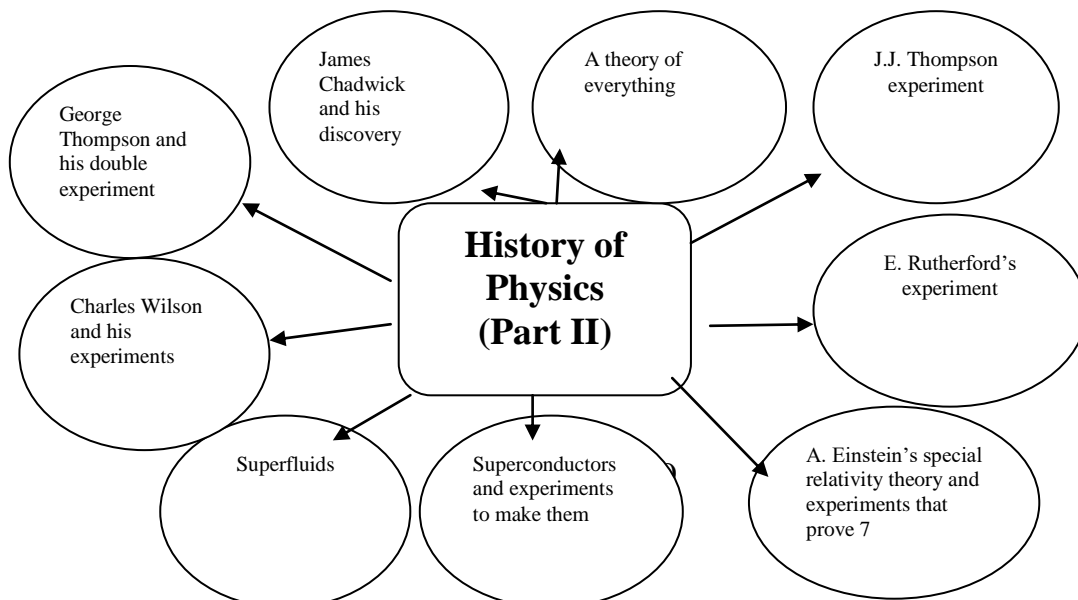 James
Chadwick
and his
discovery
A theory of
everything
J.J. Thompson
experiment
George
Thompson and
his double
experiment
History of
Physics
(Part II)
E. Rutherford’s
experiment
Charles Wilson
and his
experiments
Superfluids
Superconductors
and experiments
to make them
A. Einstein’s special
relativity theory and
experiments that
prove 7